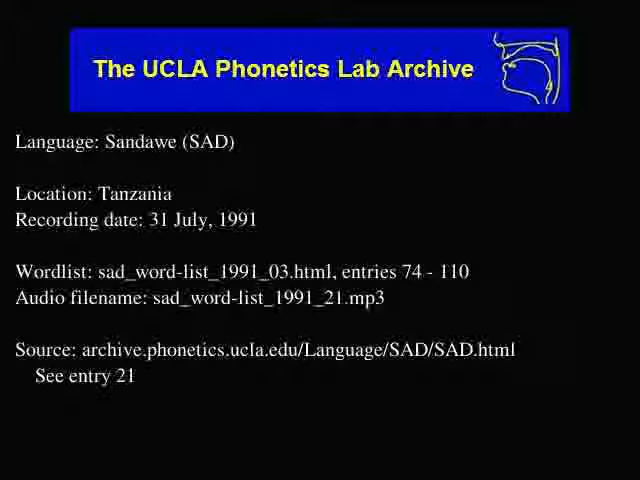 The UCLA Phonetics Lab Archive
Language: Sandawe (SAD)
Location: Tanzania
Recording date: 31 July, 1991
Wordlist: sad_word-list_1991_03.html, entries 74 - 110
Audio filename: sad_word-list_1991_21.mp3
Source: archive.phonetics.ucla.edu/Language/SAD/SAD.html
See entry 21